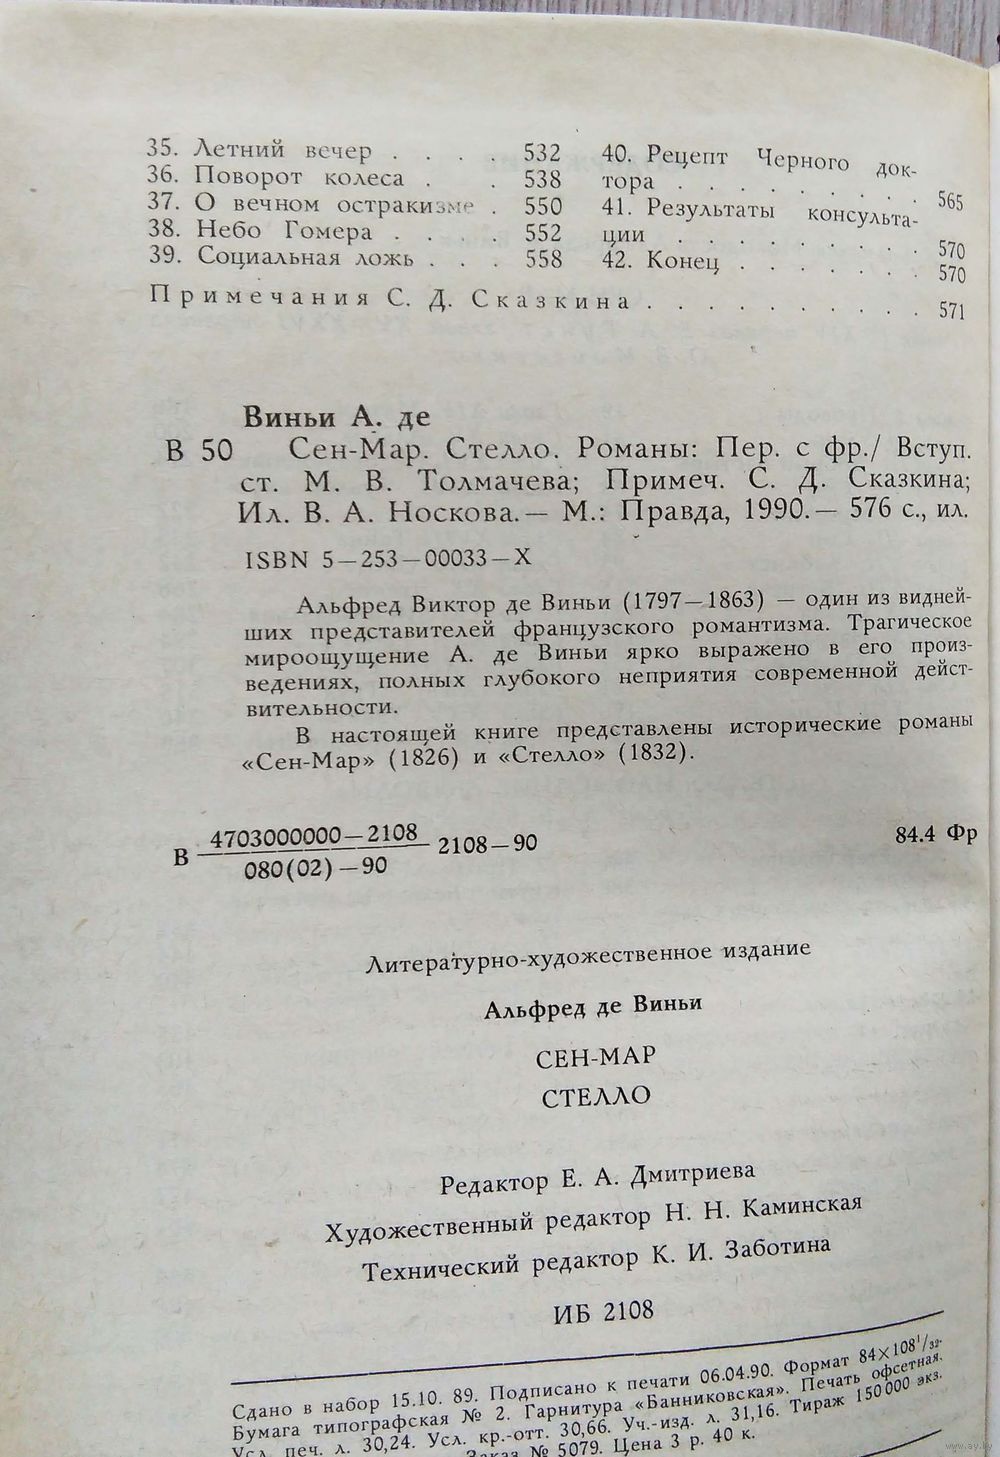 35. Летний вечер . . . . 532
36. Поворот колеса . . 538
37. О вечном остракизме . 550
38. Небо Гомера . . . . 552
39. Социальная ложь . . . 558
40. Рецепт Черного док-
тора . . . . . . . . 565
41. Результаты консульта-
ции . . . . . . . . 570
42. Конец . . . . . . . 570
Примечания С. Д. Сказкина . . . . . . . . . . 571
Виньи А. де
В 50 Сен-Мар. Стелло. Романы: Пер. с фр./ Вступ.
ст. М. В. Толмачева; Примеч. С. Д. Сказкина;
Ил. В. А. Носкова.— М.: Правда, 1990.— 576 с., ил.
ISBN 5—253—00033—X
Альфред Виктор де Виньи (1797—1863) — один из видней-
ших представителей французского романтизма. Трагическое
мироощущение А. де Виньи ярко выражено в его произ-
ведениях, полных глубокого неприятия современной дейст-
вительности.
В настоящей книге представлены исторические романы
«Сен-Мар» (1826) и «Стелло» (1832).
В 4703000000—2108 2108—90 84.4 Фр
080(02)—90
Литературно-художественное издание
Альфред де Виньи
СЕН-МАР
СТЕЛЛО
Редактор Е. А. Дмитриева
Художественный редактор Н. Н. Каминская
Технический редактор К. И. Заботина
ИБ 2108
Сдано в набор 15.10. 89. Подписано к печати 06.04.90. Формат 84×108¹/₃₂.
Бумага типографская № 2. Гарнитура «Банниковская». Печать офсетная.
Усл. печ. л. 30,24. Усл. кр.-отт. 30,66. Уч.-изд. л. 31,16. Тираж 150 000 экз.
Заказ № 5079. Цена 3 р. 40 к.
www.ay.by